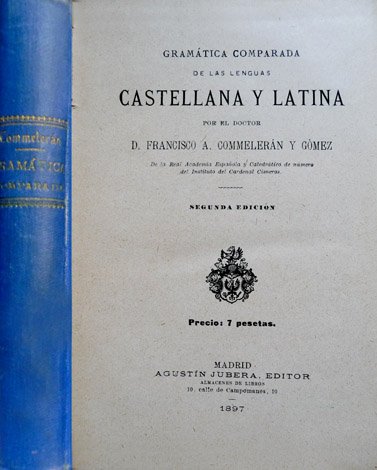 Commelerán
GRAMÁTICA
COMPARADA
GRAMÁTICA COMPARADA
DE LAS LENGUAS
CASTELLANA Y LATINA
POR EL DOCTOR
D. FRANCISCO A. COMMELERÁN Y GÓMEZ
De la Real Academia Española y Catedrático de número
del Instituto del Cardenal Cisneros.
SEGUNDA EDICIÓN
Precio: 7 pesetas.
MADRID
AGUSTÍN JUBERA, EDITOR
ALMACENES DE LIBROS
10, calle de Campomanes, 10
1897